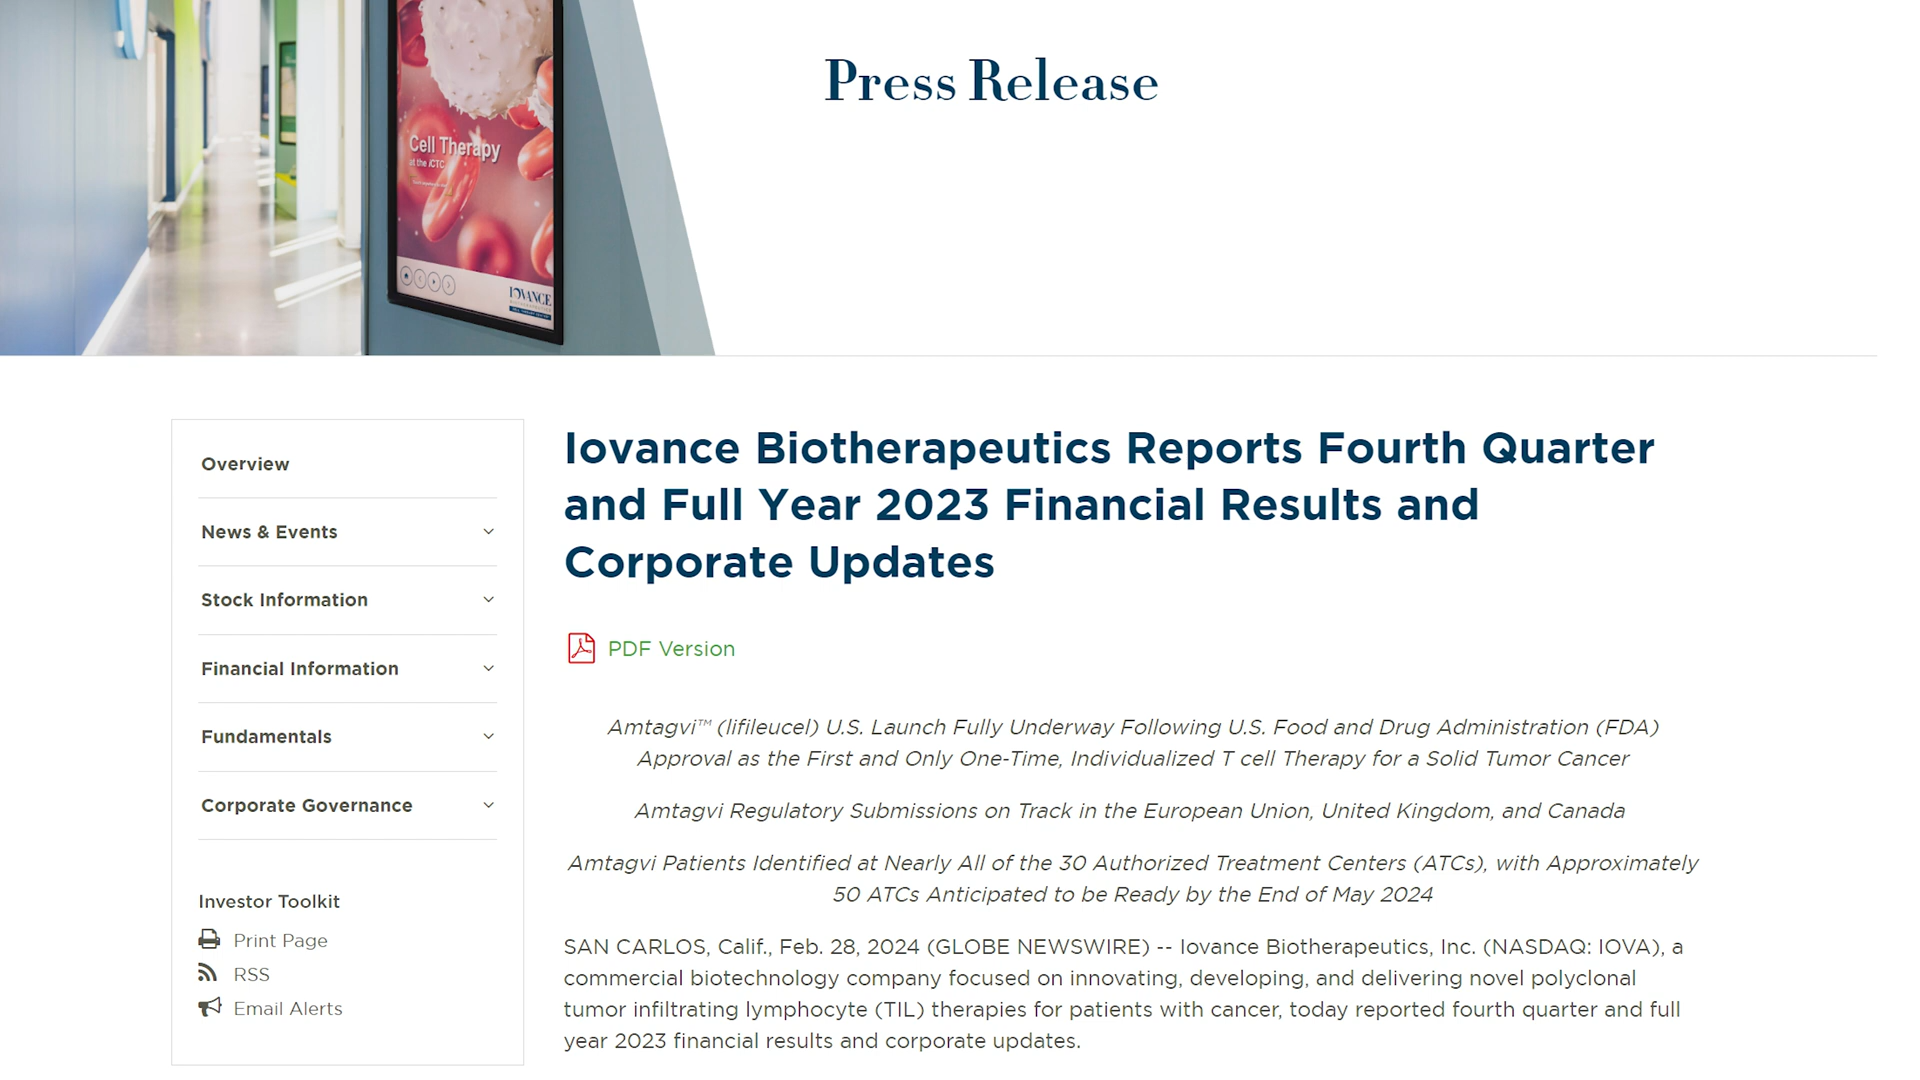 Press Release
Cell Therapy
at the iCTC
IOVANCE
Overview
News & Events
Stock Information
Financial Information
Fundamentals
Corporate Governance
Investor Toolkit
Print Page
RSS
Email Alerts
Iovance Biotherapeutics Reports Fourth Quarter
and Full Year 2023 Financial Results and
Corporate Updates
PDF Version
Amtagvi™ (lifileucel) U.S. Launch Fully Underway Following U.S. Food and Drug Administration (FDA)
Approval as the First and Only One-Time, Individualized T cell Therapy for a Solid Tumor Cancer
Amtagvi Regulatory Submissions on Track in the European Union, United Kingdom, and Canada
Amtagvi Patients Identified at Nearly All of the 30 Authorized Treatment Centers (ATCs), with Approximately
50 ATCs Anticipated to be Ready by the End of May 2024
SAN CARLOS, Calif., Feb. 28, 2024 (GLOBE NEWSWIRE) -- Iovance Biotherapeutics, Inc. (NASDAQ: IOVA), a
commercial biotechnology company focused on innovating, developing, and delivering novel polyclonal
tumor infiltrating lymphocyte (TIL) therapies for patients with cancer, today reported fourth quarter and full
year 2023 financial results and corporate updates.